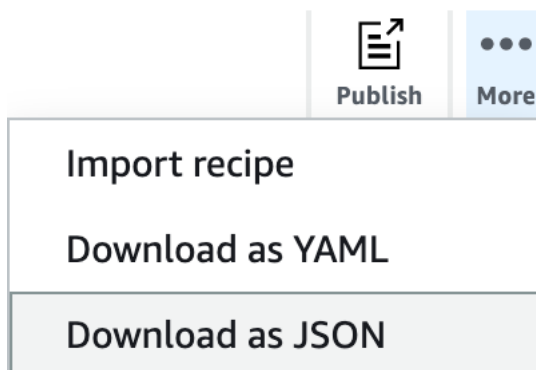 Publish
More
Import recipe
Download as YAML
Download as JSON